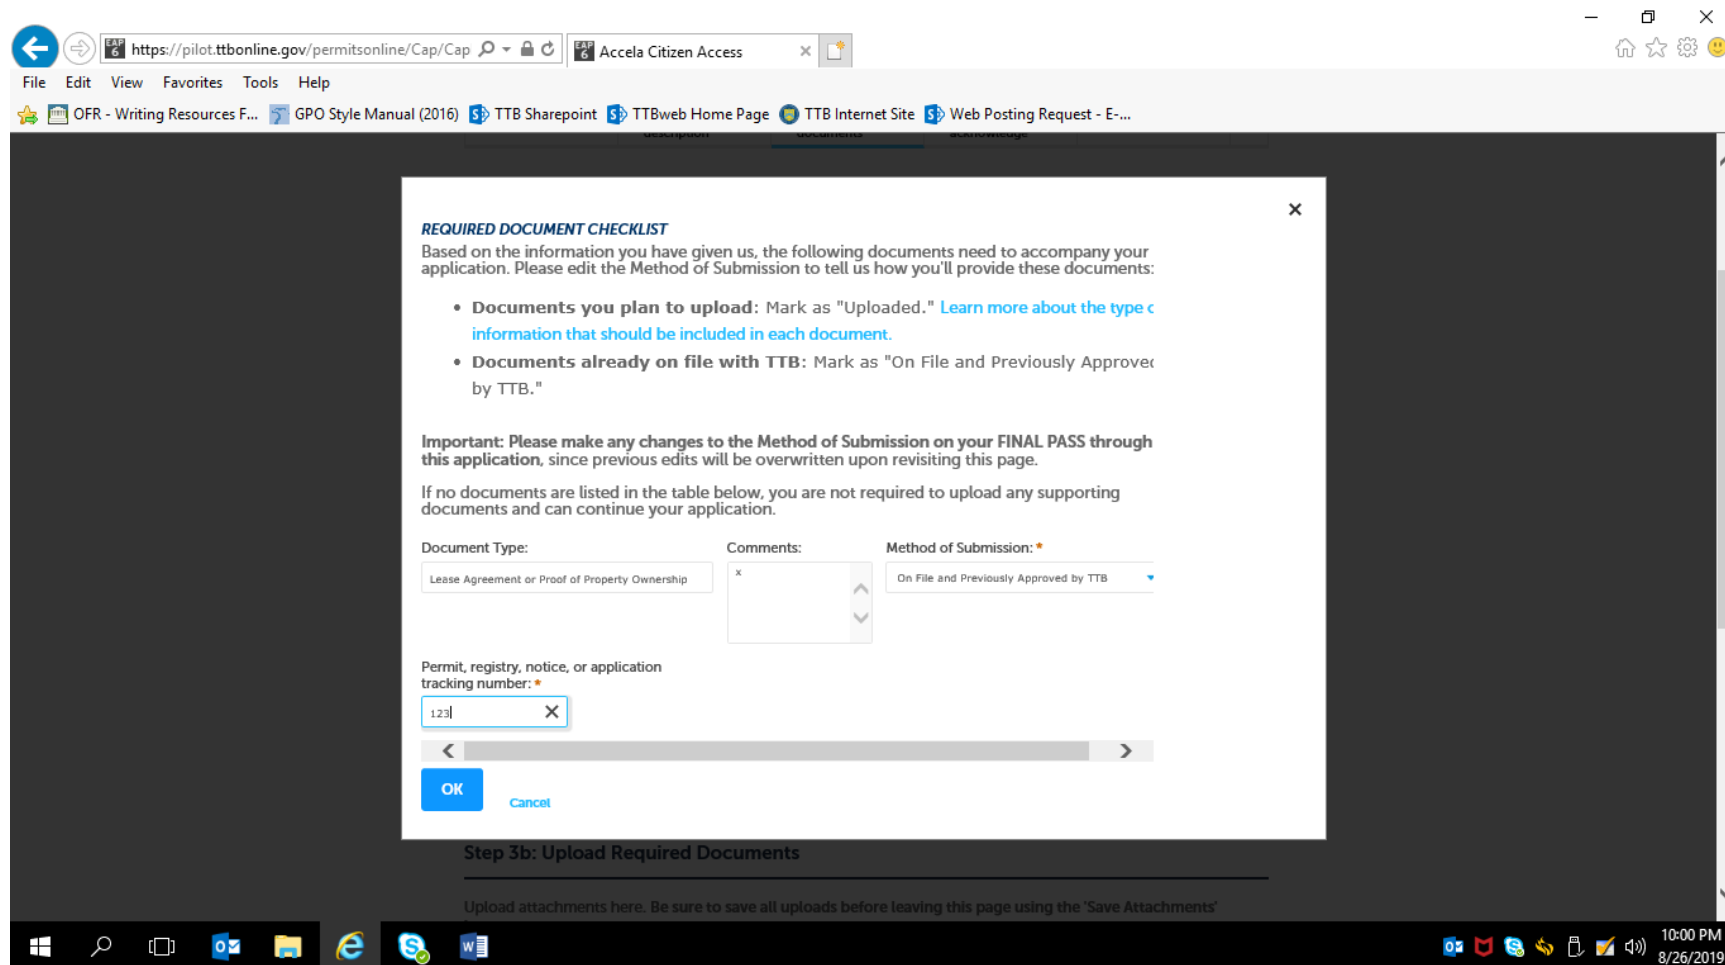 https://pilot.ttbonline.gov/permitsonline/Cap/Cap
Accela Citizen Access
File Edit View Favorites Tools Help
OFR - Writing Resources F... GPO Style Manual (2016) TTB Sharepoint TTBweb Home Page TTB Internet Site Web Posting Request - E-...
description documents acknowledge
REQUIRED DOCUMENT CHECKLIST
Based on the information you have given us, the following documents need to accompany your
application. Please edit the Method of Submission to tell us how you'll provide these documents:
• Documents you plan to upload: Mark as "Uploaded." Learn more about the type o
information that should be included in each document.
• Documents already on file with TTB: Mark as "On File and Previously Approved
by TTB."
Important: Please make any changes to the Method of Submission on your FINAL PASS through
this application, since previous edits will be overwritten upon revisiting this page.
If no documents are listed in the table below, you are not required to upload any supporting
documents and can continue your application.
Document Type: Comments: Method of Submission: *
Lease Agreement or Proof of Property Ownership x On File and Previously Approved by TTB
Permit, registry, notice, or application
tracking number: *
123
OK
Cancel
Step 3b: Upload Required Documents
Upload attachments here. Be sure to save all uploads before leaving this page using the 'Save Attachments'
10:00 PM
8/26/2019